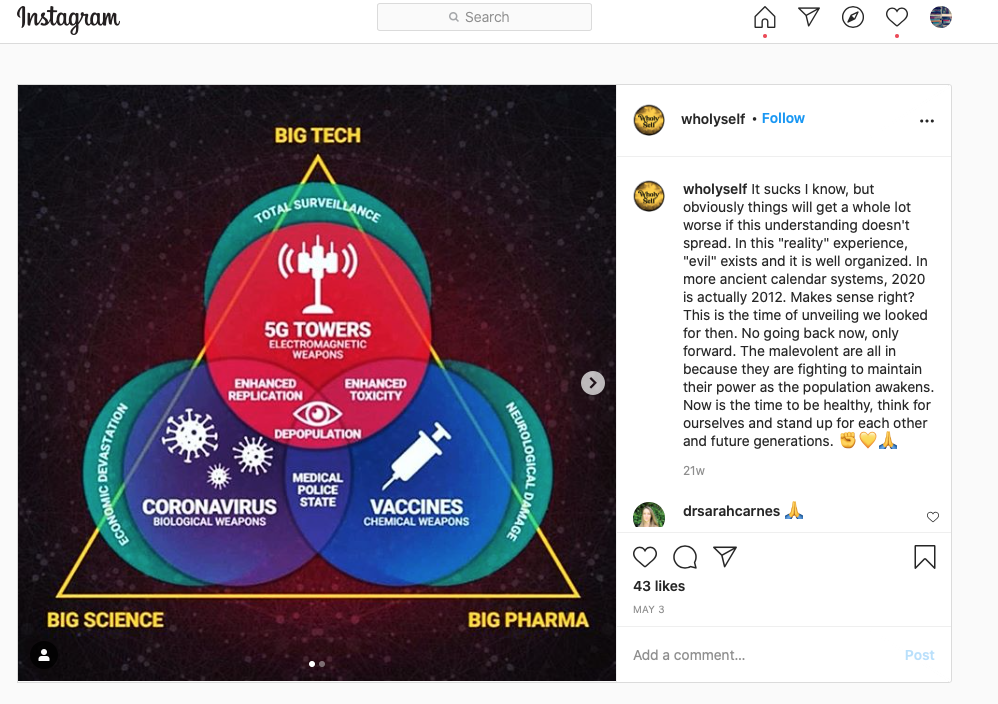 Instagram
Search
BIG TECH
TOTAL SURVEILLANCE
5G TOWERS
ELECTROMAGNETIC
WEAPONS
ENHANCED
REPLICATION
ENHANCED
TOXICITY
DEPOPULATION
ECONOMIC DEVASTATION
NEUROLOGICAL DAMAGE
MEDICAL
POLICE
STATE
CORONAVIRUS
BIOLOGICAL WEAPONS
VACCINES
CHEMICAL WEAPONS
BIG SCIENCE
BIG PHARMA
Wholy
Self
wholyself • Follow
Wholy
Self
wholyself It sucks I know, but
obviously things will get a whole lot
worse if this understanding doesn't
spread. In this "reality" experience,
"evil" exists and it is well organized. In
more ancient calendar systems, 2020
is actually 2012. Makes sense right?
This is the time of unveiling we looked
for then. No going back now, only
forward. The malevolent are all in
because they are fighting to maintain
their power as the population awakens.
Now is the time to be healthy, think for
ourselves and stand up for each other
and future generations. ✊💛🙏
21w
drsarahcarnes 🙏
43 likes
MAY 3
Add a comment...
Post